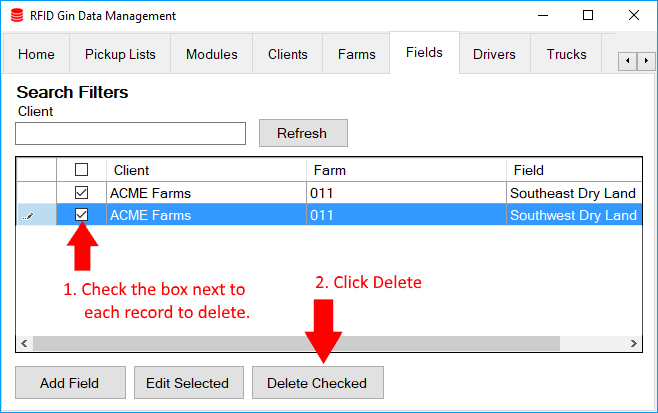 RFID Gin Data Management
Home Pickup Lists Modules Clients Farms Fields Drivers Trucks
Search Filters
Client
Refresh
Client Farm Field
ACME Farms 011 Southeast Dry Land
ACME Farms 011 Southwest Dry Land
1. Check the box next to
each record to delete.
2. Click Delete
Add Field Edit Selected Delete Checked